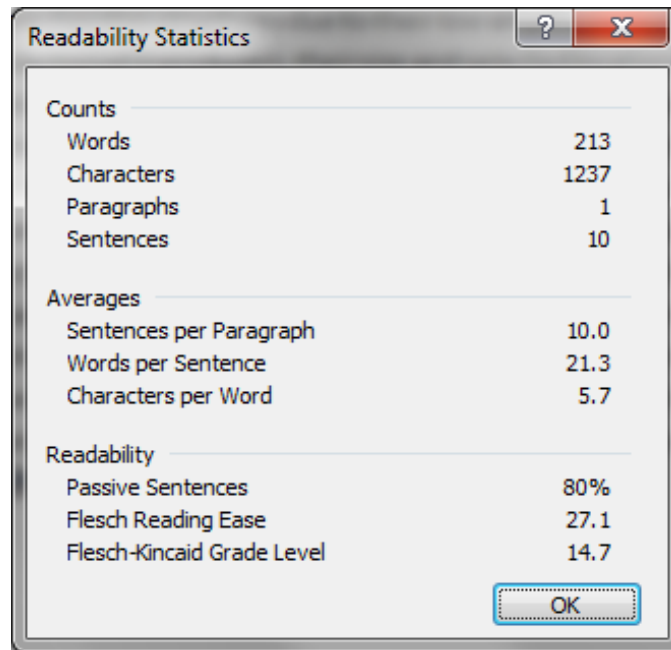 Readability Statistics
Counts
Words 213
Characters 1237
Paragraphs 1
Sentences 10
Averages
Sentences per Paragraph 10.0
Words per Sentence 21.3
Characters per Word 5.7
Readability
Passive Sentences 80%
Flesch Reading Ease 27.1
Flesch-Kincaid Grade Level 14.7
OK